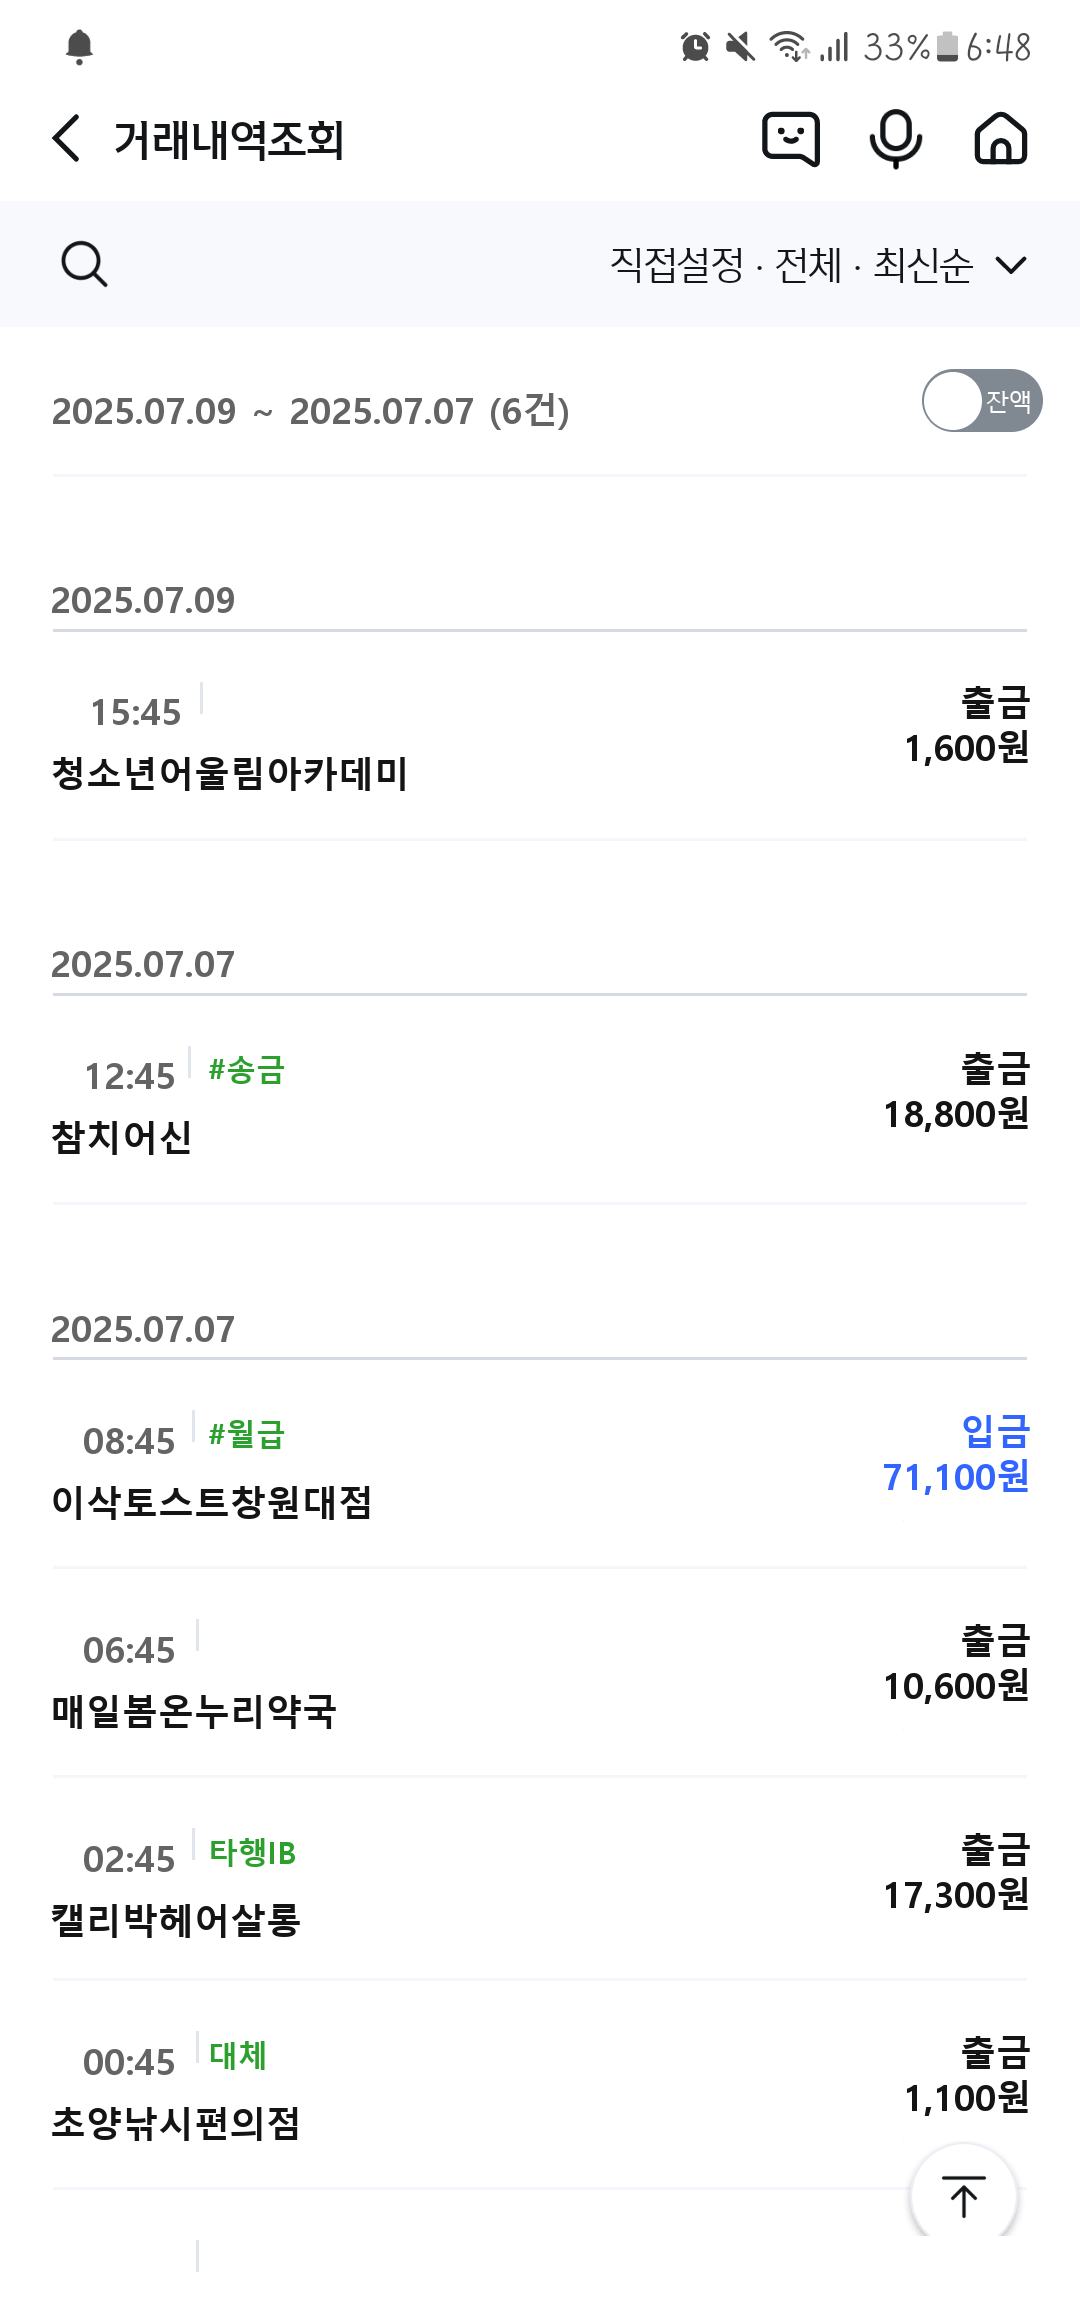 33% 6:48
거래내역조회
직접설정 · 전체 · 최신순
2025.07.09 ~ 2025.07.07 (6건)
잔액
2025.07.09
15:45
출금
1,600원
청소년어울림아카데미
2025.07.07
12:45 #송금
출금
18,800원
참치어신
2025.07.07
08:45 #월급
입금
71,100원
이삭토스트창원대점
06:45
출금
10,600원
매일봄온누리약국
02:45 타행IB
출금
17,300원
캘리박헤어살롱
00:45 대체
출금
1,100원
초양낚시편의점